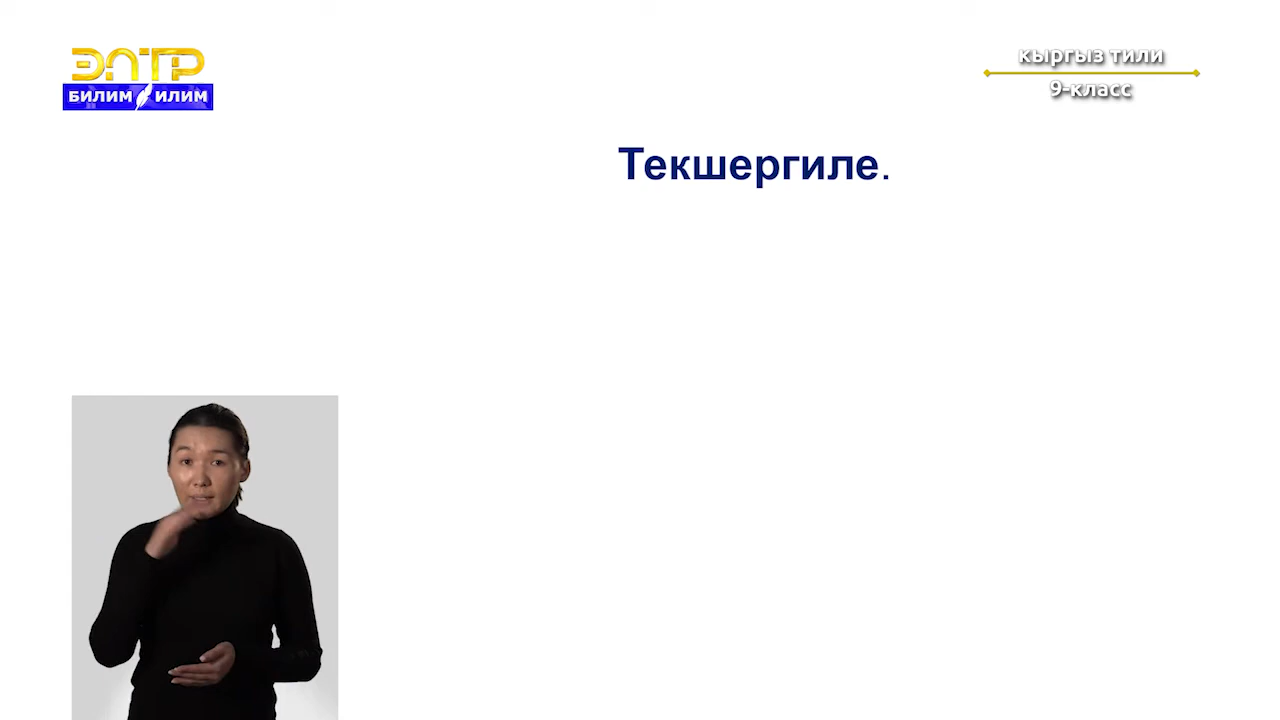 ЭЛТР
БИЛИМ ИЛИМ
кыргыз тили
9-класс
Текшергиле.